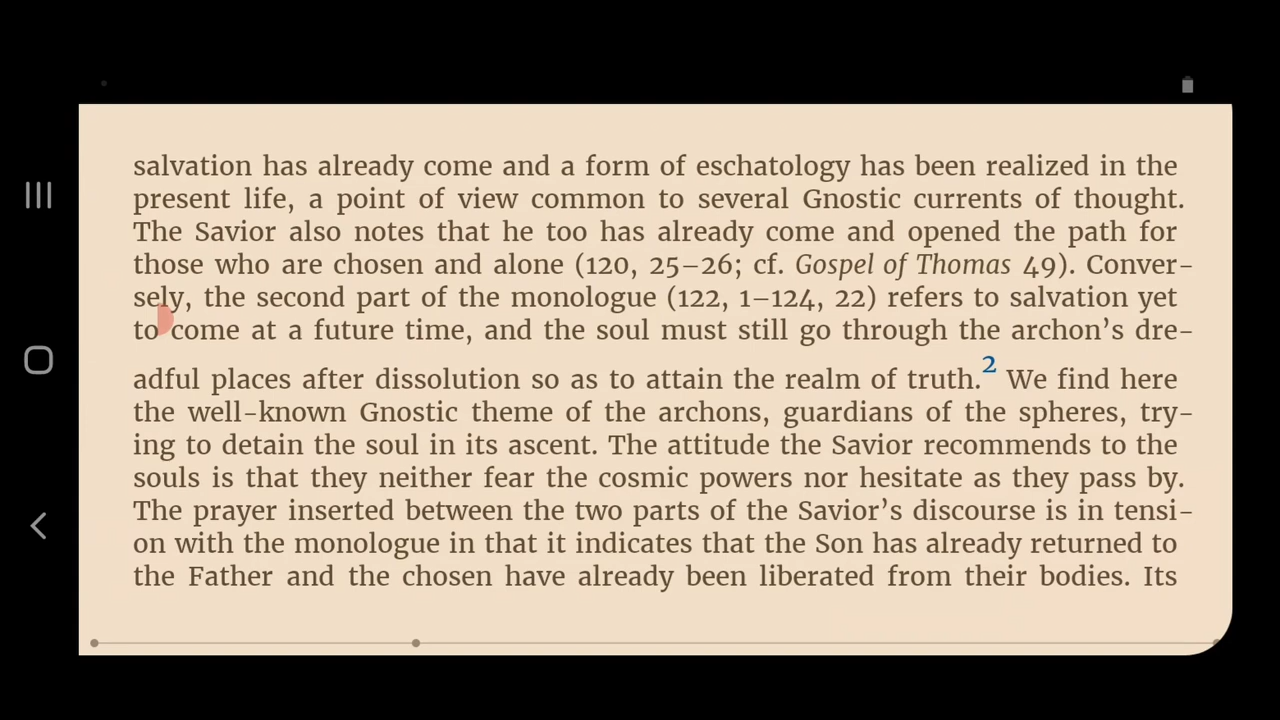 salvation has already come and a form of eschatology has been realized in the
present life, a point of view common to several Gnostic currents of thought.
The Savior also notes that he too has already come and opened the path for
those who are chosen and alone (120, 25–26; cf. Gospel of Thomas 49). Conver-
sely, the second part of the monologue (122, 1–124, 22) refers to salvation yet
to come at a future time, and the soul must still go through the archon’s dre-
adful places after dissolution so as to attain the realm of truth.2 We find here
the well-known Gnostic theme of the archons, guardians of the spheres, try-
ing to detain the soul in its ascent. The attitude the Savior recommends to the
souls is that they neither fear the cosmic powers nor hesitate as they pass by.
The prayer inserted between the two parts of the Savior’s discourse is in tensi-
on with the monologue in that it indicates that the Son has already returned to
the Father and the chosen have already been liberated from their bodies. Its